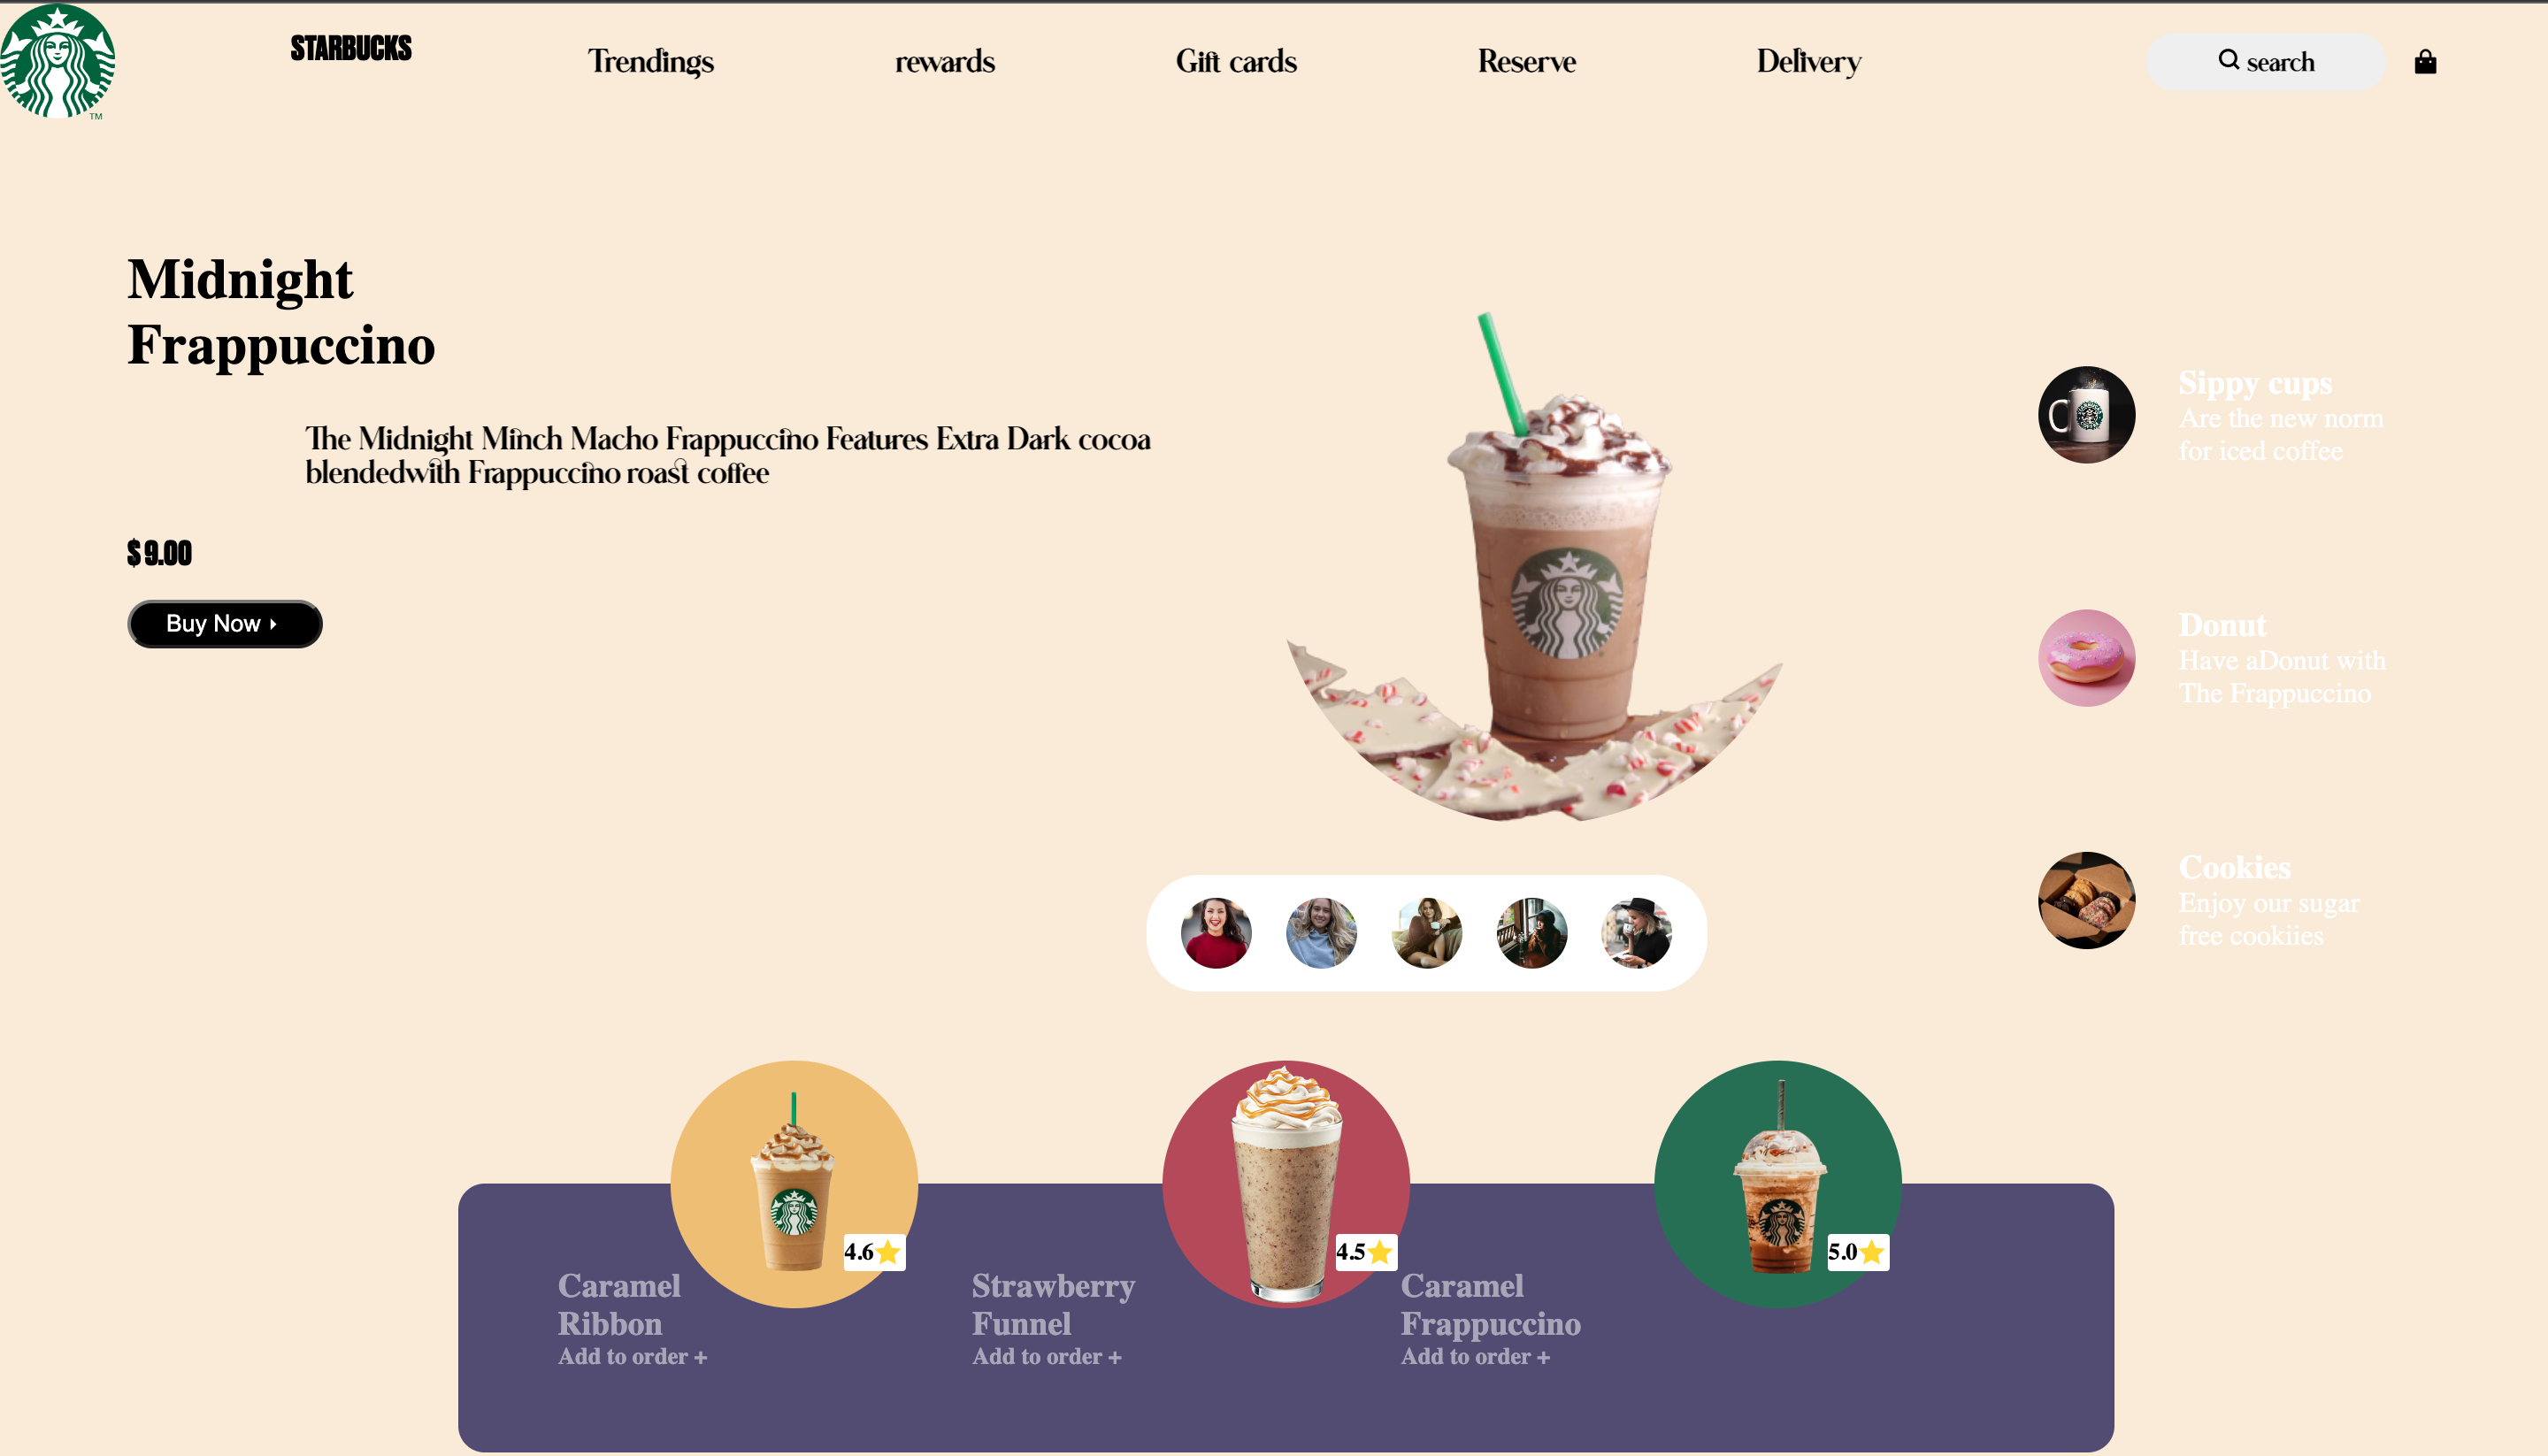 STARBUCKS
Trendings
rewards
Gift cards
Reserve
Delivery
search
TM
Midnight
Frappuccino
The Midnight Minch Macho Frappuccino Features Extra Dark cocoa
blendedwith Frappuccino roast coffee
$ 9.00
Buy Now
Sippy cups
Are the new norm
for iced coffee
Donut
Have aDonut with
The Frappuccino
Cookies
Enjoy our sugar
free cookiies
4.6
4.5
5.0
Caramel
Ribbon
Add to order +
Strawberry
Funnel
Add to order +
Caramel
Frappuccino
Add to order +